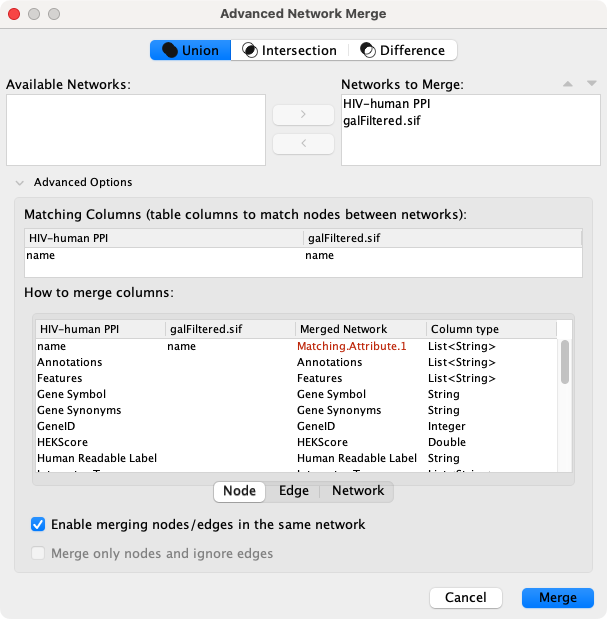 Advanced Network Merge
Union Intersection Difference
Available Networks: Networks to Merge:
HIV-human PPI
galFiltered.sif
Advanced Options
Matching Columns (table columns to match nodes between networks):
HIV-human PPI galFiltered.sif
name name
How to merge columns:
HIV-human PPI galFiltered.sif Merged Network Column type
name name Matching.Attribute.1 List<String>
Annotations Annotations List<String>
Features Features List<String>
Gene Symbol Gene Symbol String
Gene Synonyms Gene Synonyms String
GeneID GeneID Integer
HEKScore HEKScore Double
Human Readable Label Human Readable Label String
Node Edge Network
Enable merging nodes/edges in the same network
Merge only nodes and ignore edges
Cancel Merge